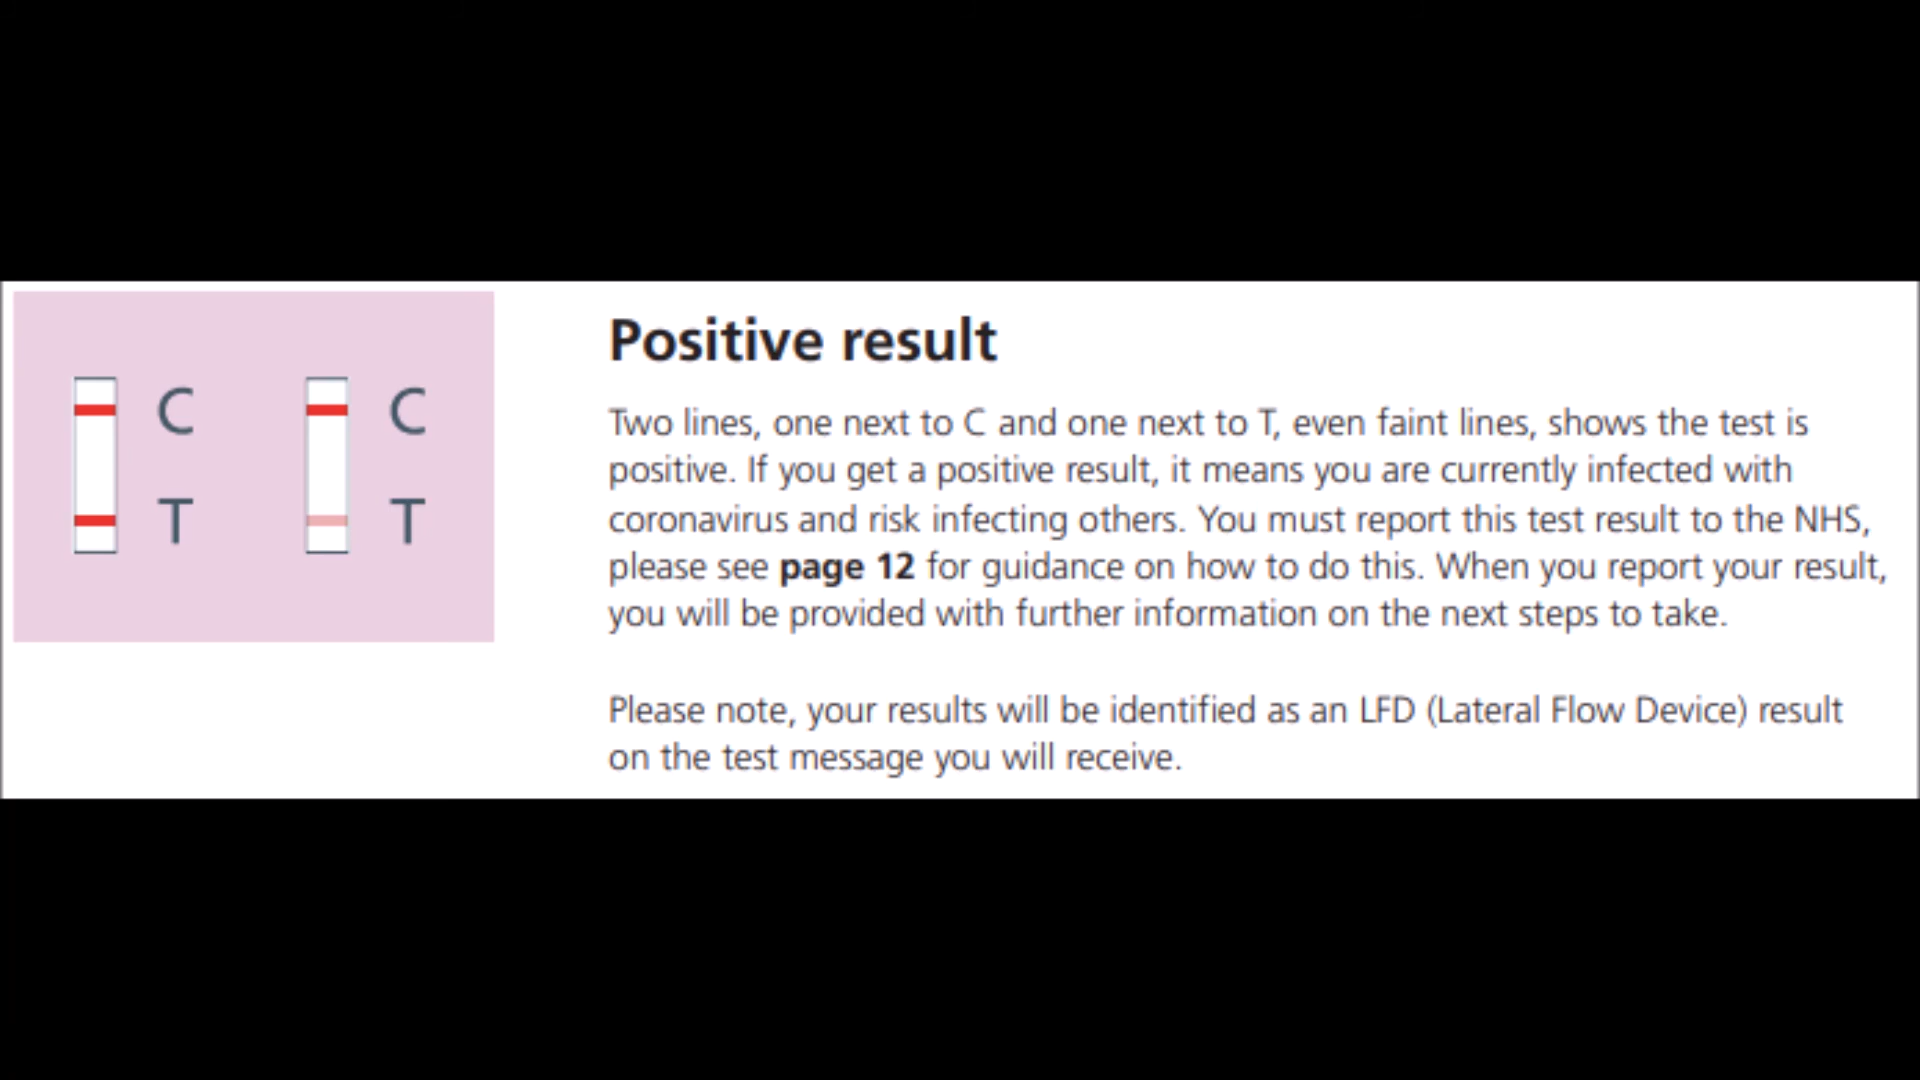 C C
T T
Positive result
Two lines, one next to C and one next to T, even faint lines, shows the test is
positive. If you get a positive result, it means you are currently infected with
coronavirus and risk infecting others. You must report this test result to the NHS,
please see page 12 for guidance on how to do this. When you report your result,
you will be provided with further information on the next steps to take.
Please note, your results will be identified as an LFD (Lateral Flow Device) result
on the test message you will receive.